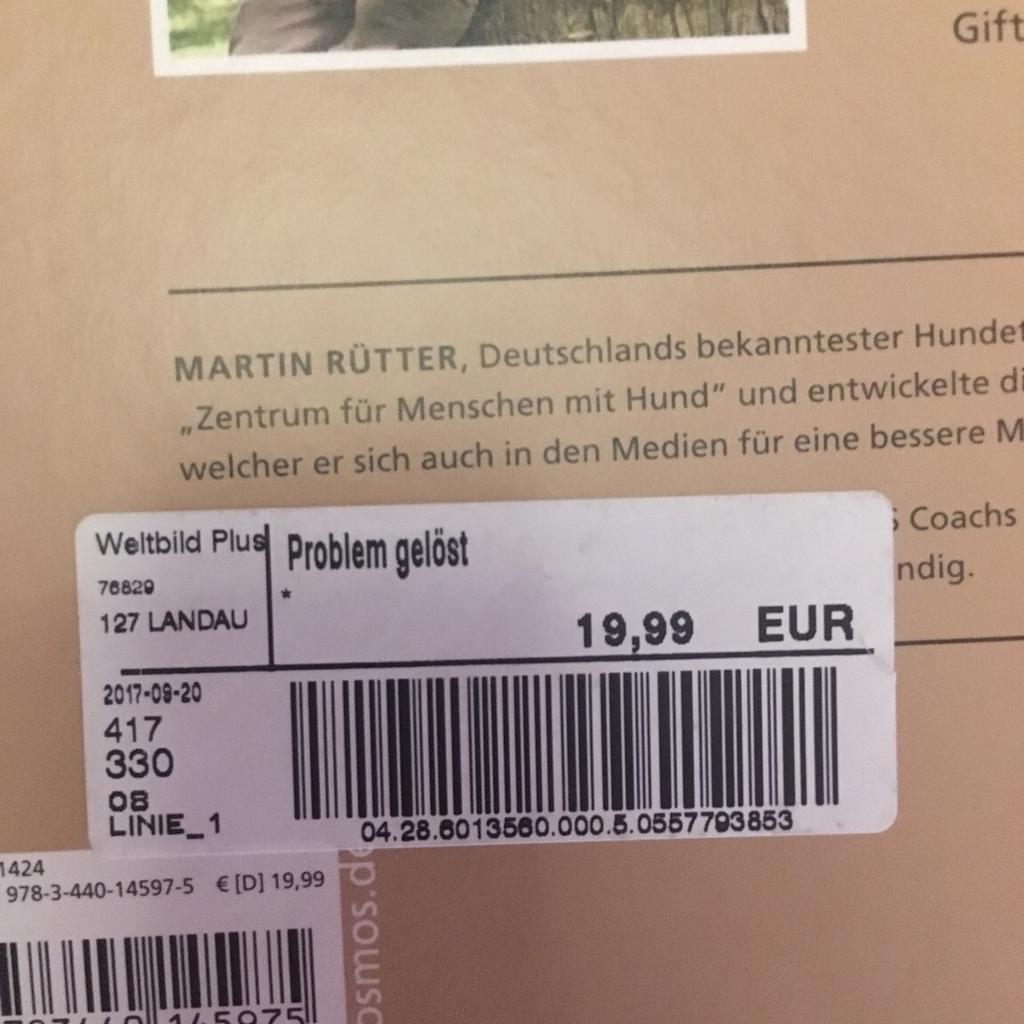 Gift
MARTIN RÜTTER, Deutschlands bekanntester Hundet
„Zentrum für Menschen mit Hund“ und entwickelte di
welcher er sich auch in den Medien für eine bessere M
Coachs
ndig.
Weltbild Plus
76829
127 LANDAU
Problem gelöst
*
19,99 EUR
2017-09-20
417
330
08
LINIE_1
04.28.6013560.000.5.0557793853
1424
978-3-440-14597-5 € [D] 19,99
osmos.de
145975